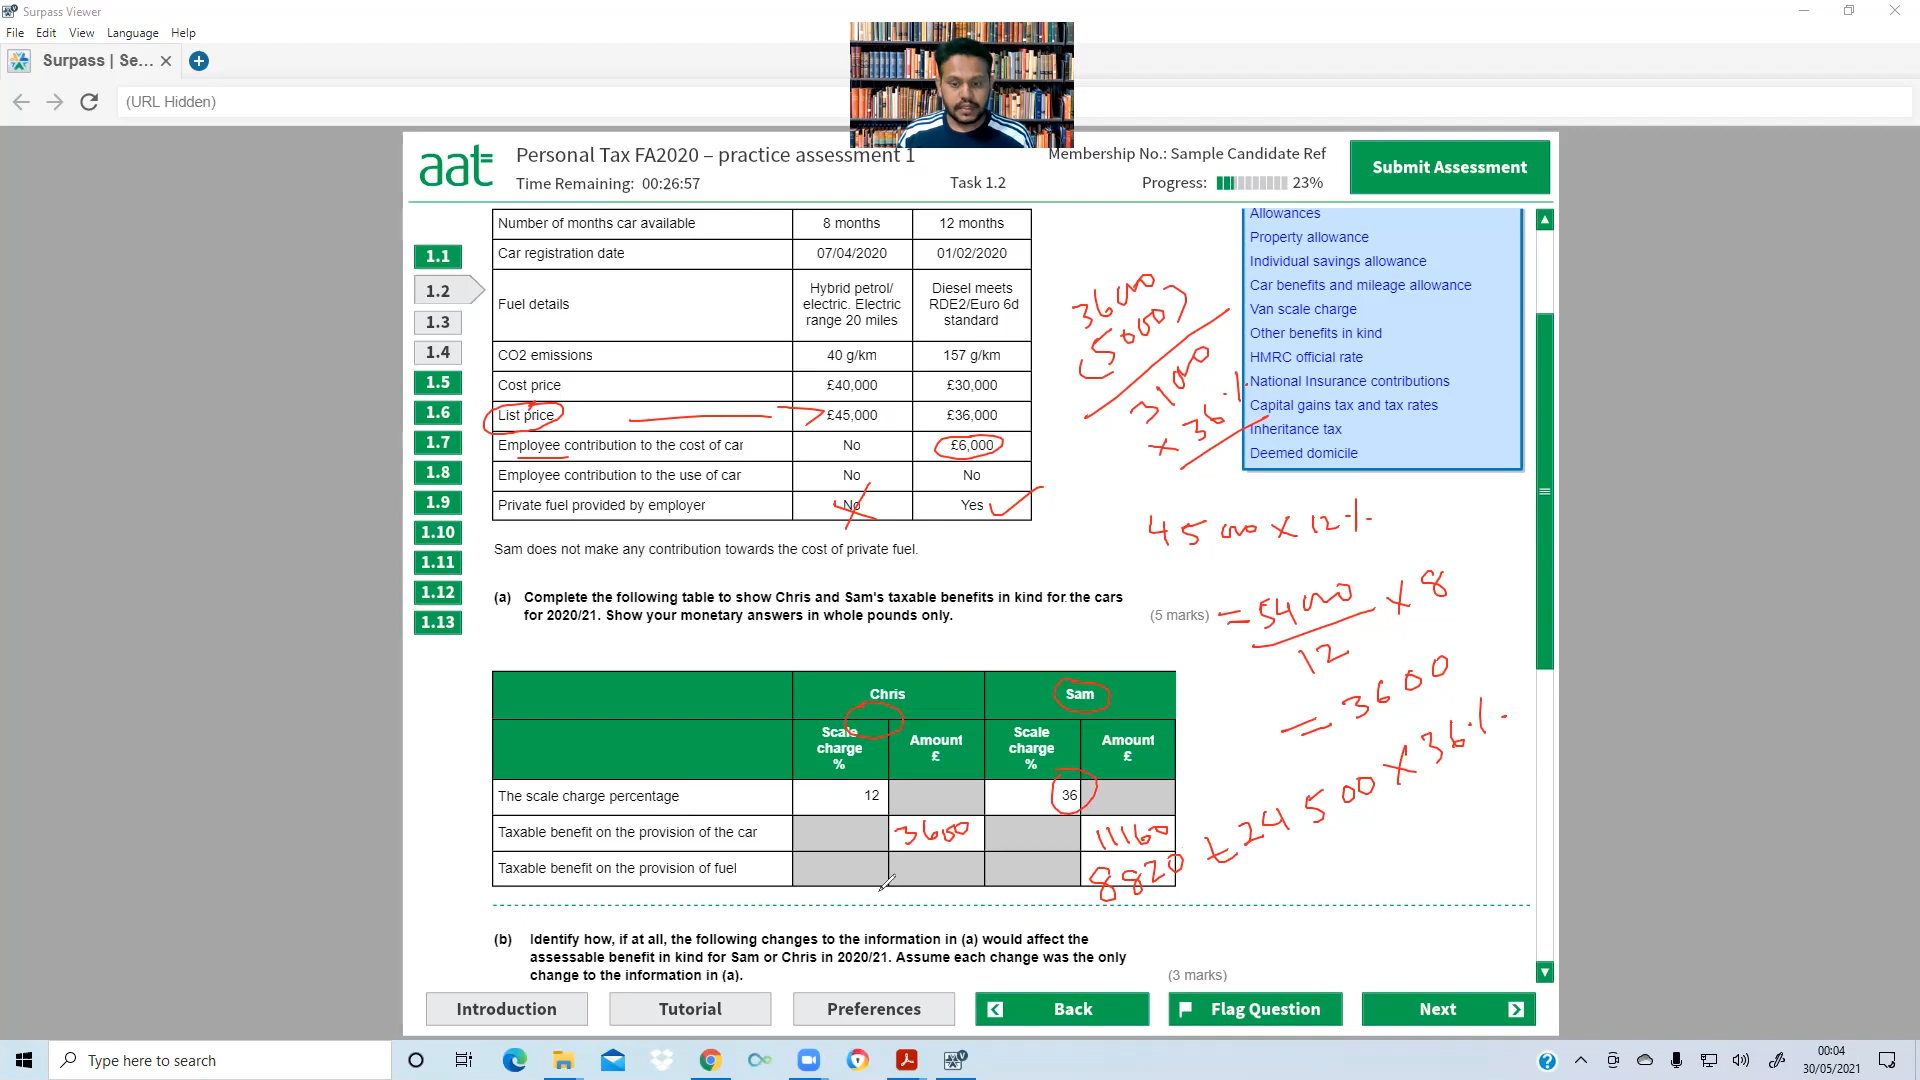 Surpass Viewer
File Edit View Language Help
Surpass | Se...
(URL Hidden)
aat
Personal Tax FA2020 – practice assessment 1
Membership No.: Sample Candidate Ref
Submit Assessment
Time Remaining: 00:26:57
Task 1.2
Progress: 23%
1.1
1.2
1.3
1.4
1.5
1.6
1.7
1.8
1.9
1.10
1.11
1.12
1.13
Number of months car available 8 months 12 months
Car registration date 07/04/2020 01/02/2020
Fuel details
Hybrid petrol/
electric. Electric
range 20 miles
Diesel meets
RDE2/Euro 6d
standard
CO2 emissions 40 g/km 157 g/km
Cost price £40,000 £30,000
List price £45,000 £36,000
Employee contribution to the cost of car No £6,000
Employee contribution to the use of car No No
Private fuel provided by employer No Yes
36000
(5000)
31000
× 36%
Allowances
Property allowance
Individual savings allowance
Car benefits and mileage allowance
Van scale charge
Other benefits in kind
HMRC official rate
National Insurance contributions
Capital gains tax and tax rates
Inheritance tax
Deemed domicile
Sam does not make any contribution towards the cost of private fuel.
45000 × 12%
(a) Complete the following table to show Chris and Sam's taxable benefits in kind for the cars
for 2020/21. Show your monetary answers in whole pounds only.
(5 marks)
= 54000 × 8
12
= 3600
£24500 × 36%
Chris Sam
Scale
charge
%
Amount
£
Scale
charge
%
Amount
£
The scale charge percentage 12 36
Taxable benefit on the provision of the car 3600 11160
Taxable benefit on the provision of fuel 8820
(b) Identify how, if at all, the following changes to the information in (a) would affect the
assessable benefit in kind for Sam or Chris in 2020/21. Assume each change was the only
change to the information in (a).
(3 marks)
Introduction Tutorial Preferences Back Flag Question Next
Type here to search
00:04
30/05/2021